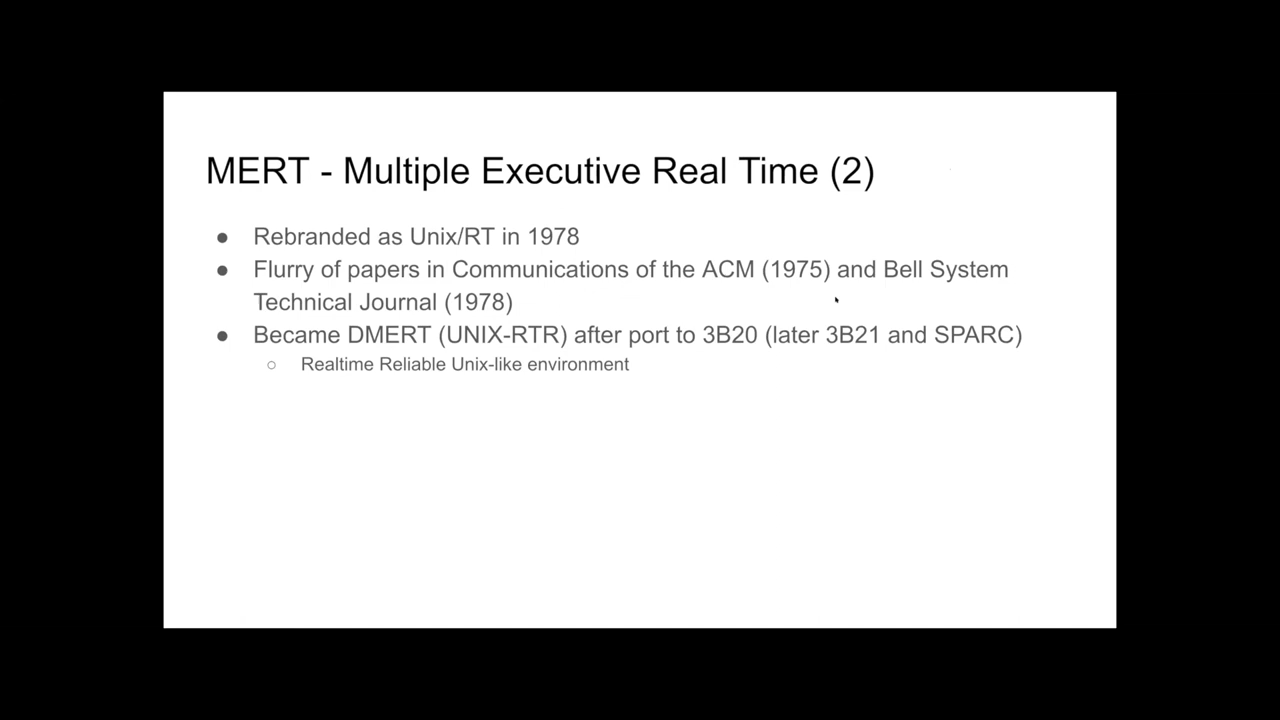 MERT - Multiple Executive Real Time (2)
● Rebranded as Unix/RT in 1978
● Flurry of papers in Communications of the ACM (1975) and Bell System
Technical Journal (1978)
● Became DMERT (UNIX-RTR) after port to 3B20 (later 3B21 and SPARC)
○ Realtime Reliable Unix-like environment